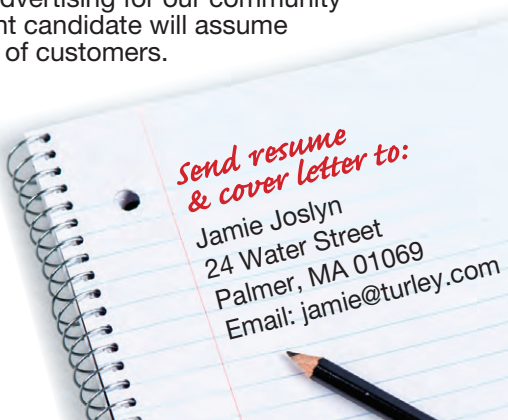 dvertising for our community
nt candidate will assume
of customers.
send resume
& cover letter to:
Jamie Joslyn
24 Water Street
Palmer, MA 01069
Email: jamie@turley.com